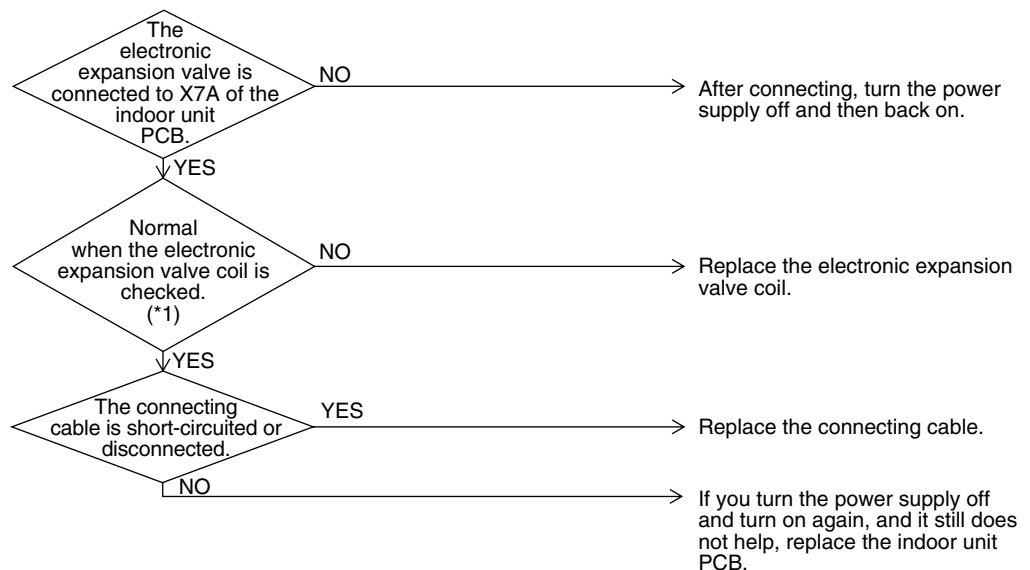 The
electronic
expansion valve is
connected to X7A of the
indoor unit
PCB.
NO
After connecting, turn the power
supply off and then back on.
YES
Normal
when the electronic
expansion valve coil is
checked.
(*1)
NO
Replace the electronic expansion
valve coil.
YES
The connecting
cable is short-circuited or
disconnected.
YES
Replace the connecting cable.
NO
If you turn the power supply off
and turn on again, and it still does
not help, replace the indoor unit
PCB.